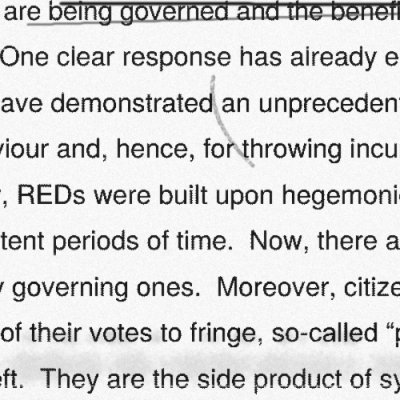 are being governed and the benef
One clear response has already e
ave demonstrated an unprecedent
viour and, hence, for throwing incu
, REDs were built upon hegemoni
tent periods of time.  Now, there a
y governing ones.  Moreover, citize
of their votes to fringe, so-called “p
eft.  They are the side product of sy